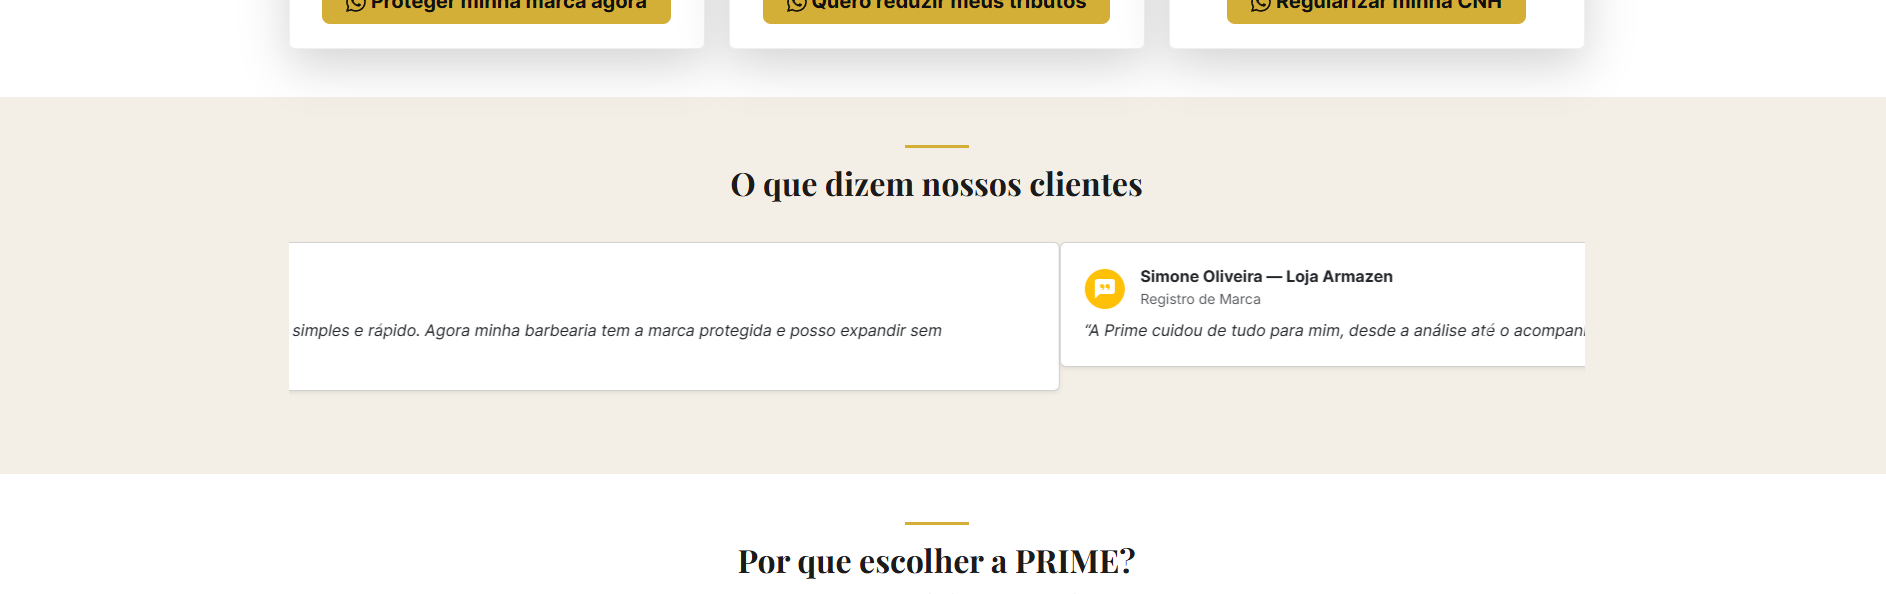 Proteger minha marca agora
Quero reduzir meus tributos
Regularizar minha CNH
O que dizem nossos clientes
simples e rápido. Agora minha barbearia tem a marca protegida e posso expandir sem
Simone Oliveira — Loja Armazen
Registro de Marca
“A Prime cuidou de tudo para mim, desde a análise até o acompan
Por que escolher a PRIME?